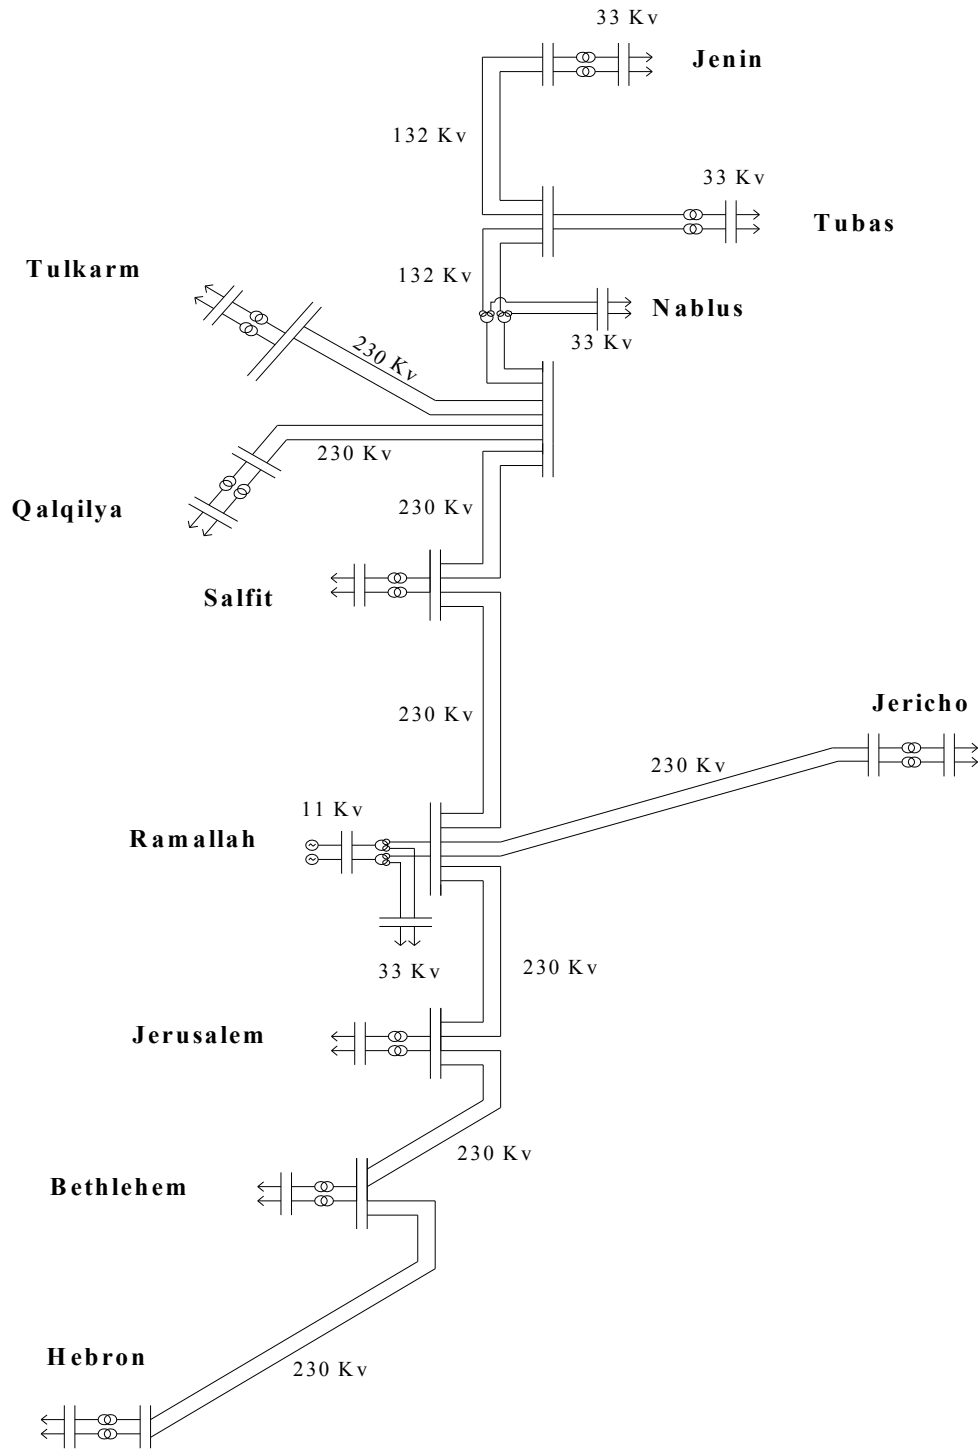 33 Kv
Jenin
132 Kv
33 Kv
Tubas
Tulkarm
132 Kv
Nablus
33 Kv
230 Kv
230 Kv
Qalqilya
230 Kv
Salfit
230 Kv
Jericho
230 Kv
11 Kv
Ramallah
~
~
33 Kv
230 Kv
Jerusalem
230 Kv
Bethlehem
Hebron
230 Kv